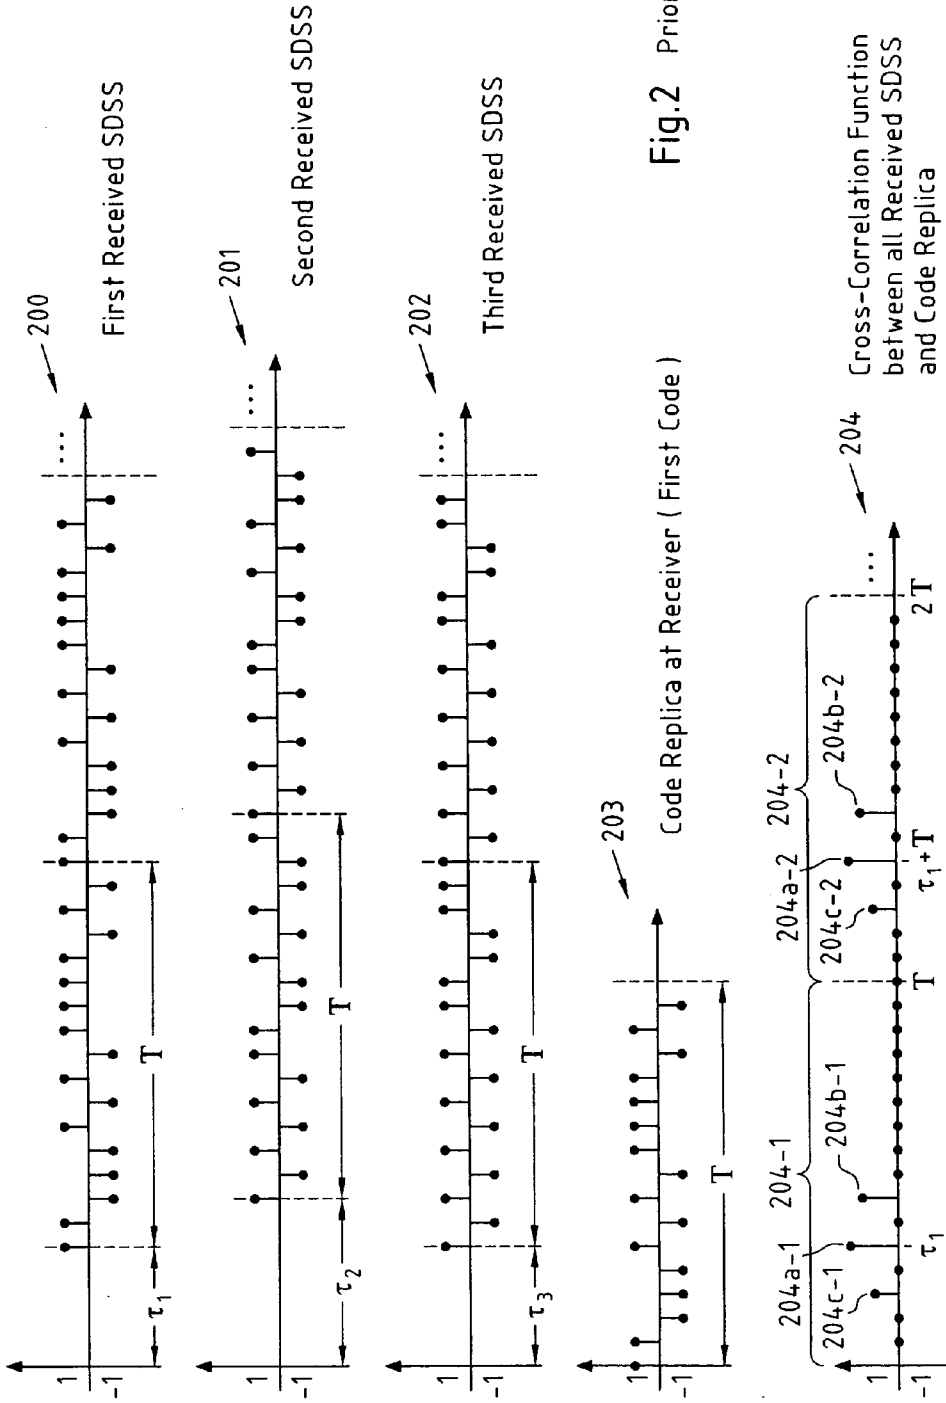 1
-1
τ1
T
...
200
First Received SDSS
1
-1
τ2
T
...
201
Second Received SDSS
1
-1
τ3
T
...
202
Third Received SDSS
1
-1
T
203
Code Replica at Receiver ( First Code )
Fig.2 Prior
1
-1
204-1
204a-1
204c-1
204b-1
τ1
T
204-2
204a-2
204c-2
204b-2
τ1+T
2T
...
204
Cross-Correlation Function
between all Received SDSS
and Code Replica